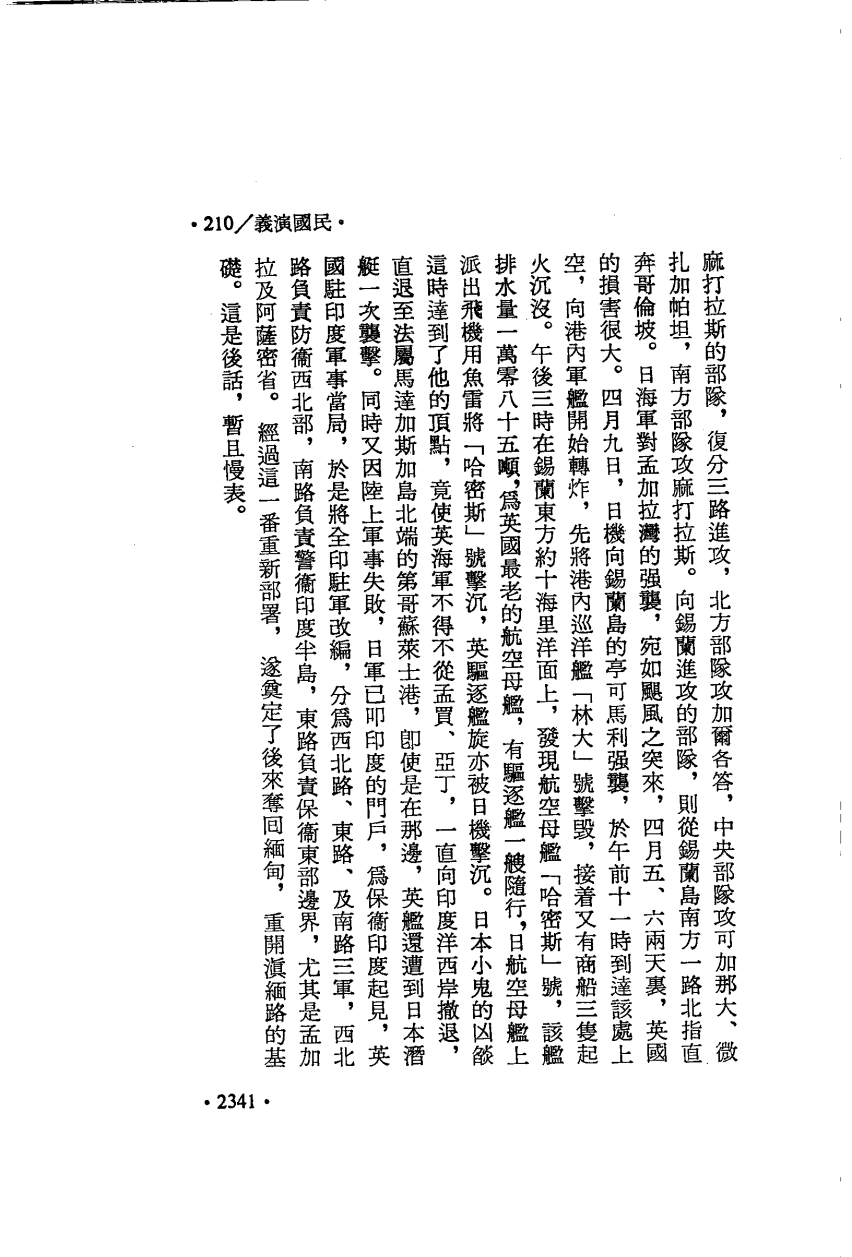 •210／義演國民•
麻打拉斯的部隊，復分三路進攻，北方部隊攻加爾各答，中央部隊攻可加那大、微
扎加帕坦，南方部隊攻麻打拉斯。向錫蘭進攻的部隊，則從錫蘭島南方一路北指直
奔哥倫坡。日海軍對孟加拉灣的强襲，宛如颶風之突來，四月五、六兩天裏，英國
的損害很大。四月九日，日機向錫蘭島的亭可馬利强襲，於午前十一時到達該處上
空，向港內軍艦開始轉炸，先將港內巡洋艦「林大」號擊毀，接着又有商船三隻起
火沉沒。午後三時在錫蘭東方約十海里洋面上，發現航空母艦「哈密斯」號，該艦
排水量一萬零八十五噸，爲英國最老的航空母艦，有驅逐艦一艘隨行，日航空母艦上
派出飛機用魚雷將「哈密斯」號擊沉，英驅逐艦旋亦被日機擊沉。日本小鬼的凶燄
這時達到了他的頂點，竟使英海軍不得不從孟買、亞丁，一直向印度洋西岸撤退，
直退至法屬馬達加斯加島北端的第哥蘇萊士港，卽使是在那邊，英艦還遭到日本潛
艇一次襲擊。同時又因陸上軍事失敗，日軍已叩印度的門戶，爲保衞印度起見，英
國駐印度軍事當局，於是將全印駐軍改編，分爲西北路、東路、及南路三軍，西北
路負責防衞西北部，南路負責警衞印度半島，東路負責保衞東部邊界，尤其是孟加
拉及阿薩密省。經過這一番重新部署，遂奠定了後來奪囘緬甸，重開滇緬路的基
礎。這是後話，暫且慢表。
•2341•